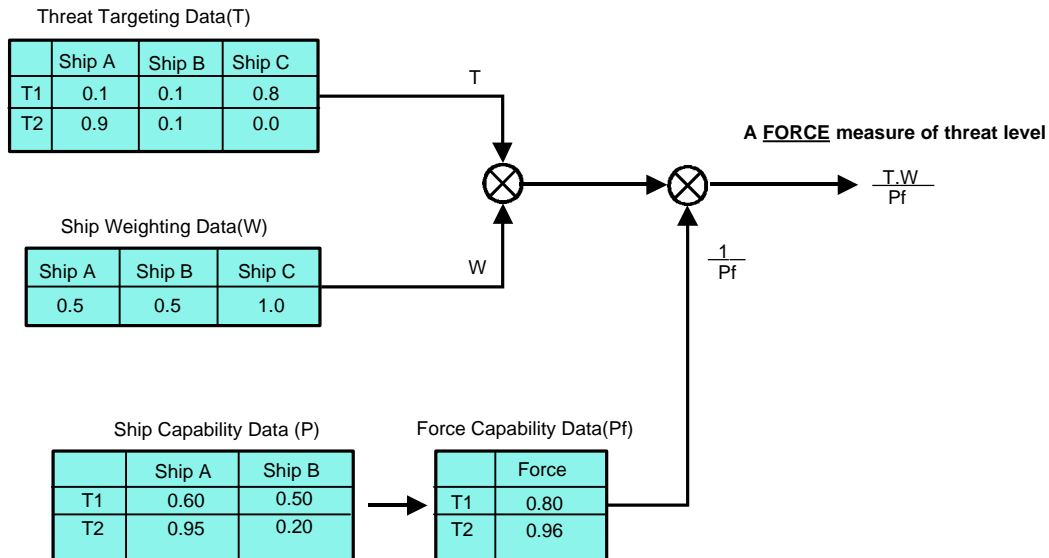 Threat Targeting Data(T)
Ship A Ship B Ship C
T1 0.1 0.1 0.8
T2 0.9 0.1 0.0
T
A FORCE measure of threat level
T.W
Pf
Ship Weighting Data(W)
Ship A Ship B Ship C
0.5 0.5 1.0
W
1
Pf
Ship Capability Data (P)
Ship A Ship B
T1 0.60 0.50
T2 0.95 0.20
Force Capability Data(Pf)
Force
T1 0.80
T2 0.96